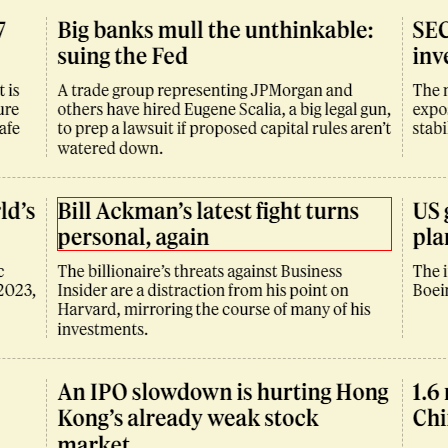 7
Big banks mull the unthinkable:
suing the Fed
SEC
inve
t is
ure
afe
A trade group representing JPMorgan and
others have hired Eugene Scalia, a big legal gun,
to prep a lawsuit if proposed capital rules aren't
watered down.
The r
expo
stabi
ld's
Bill Ackman's latest fight turns
personal, again
US g
plar
c
2023,
The billionaire's threats against Business
Insider are a distraction from his point on
Harvard, mirroring the course of many of his
investments.
The i
Boei
An IPO slowdown is hurting Hong
Kong's already weak stock
market
1.6 r
Chi